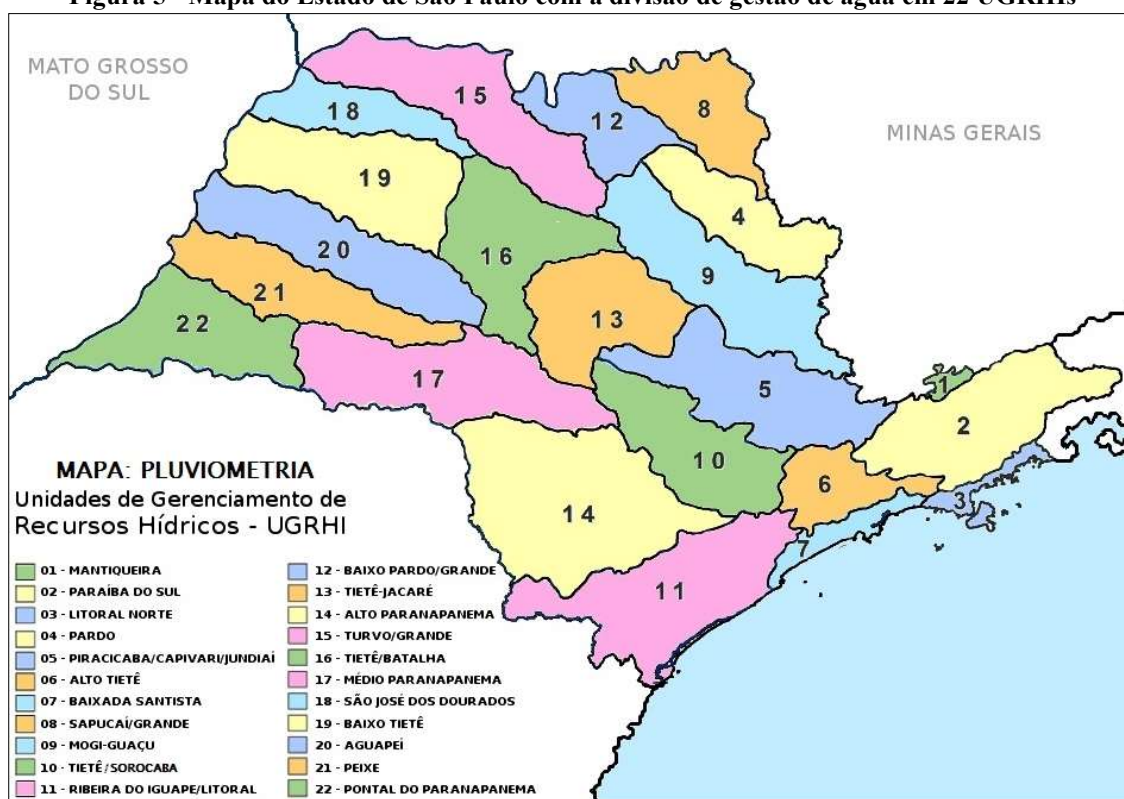 Figura 5 - Mapa do Estado de São Paulo com a divisão de gestão de água em 22 UGRHIs
MATO GROSSO
DO SUL
MINAS GERAIS
15
12
8
18
19
4
20
16
9
21
13
22
17
5
1
2
10
6
3
14
7
11
MAPA: PLUVIOMETRIA
Unidades de Gerenciamento de
Recursos Hídricos - UGRHI
01 - MANTIQUEIRA
02 - PARAÍBA DO SUL
03 - LITORAL NORTE
04 - PARDO
05 - PIRACICABA/CAPIVARI/JUNDIAÍ
06 - ALTO TIETÊ
07 - BAIXADA SANTISTA
08 - SAPUCAÍ/GRANDE
09 - MOGI-GUAÇU
10 - TIETÊ/SOROCABA
11 - RIBEIRA DO IGUAPE/LITORAL
12 - BAIXO PARDO/GRANDE
13 - TIETÊ-JACARÉ
14 - ALTO PARANAPANEMA
15 - TURVO/GRANDE
16 - TIETÊ/BATALHA
17 - MÉDIO PARANAPANEMA
18 - SÃO JOSÉ DOS DOURADOS
19 - BAIXO TIETÊ
20 - AGUAPEÍ
21 - PEIXE
22 - PONTAL DO PARANAPANEMA